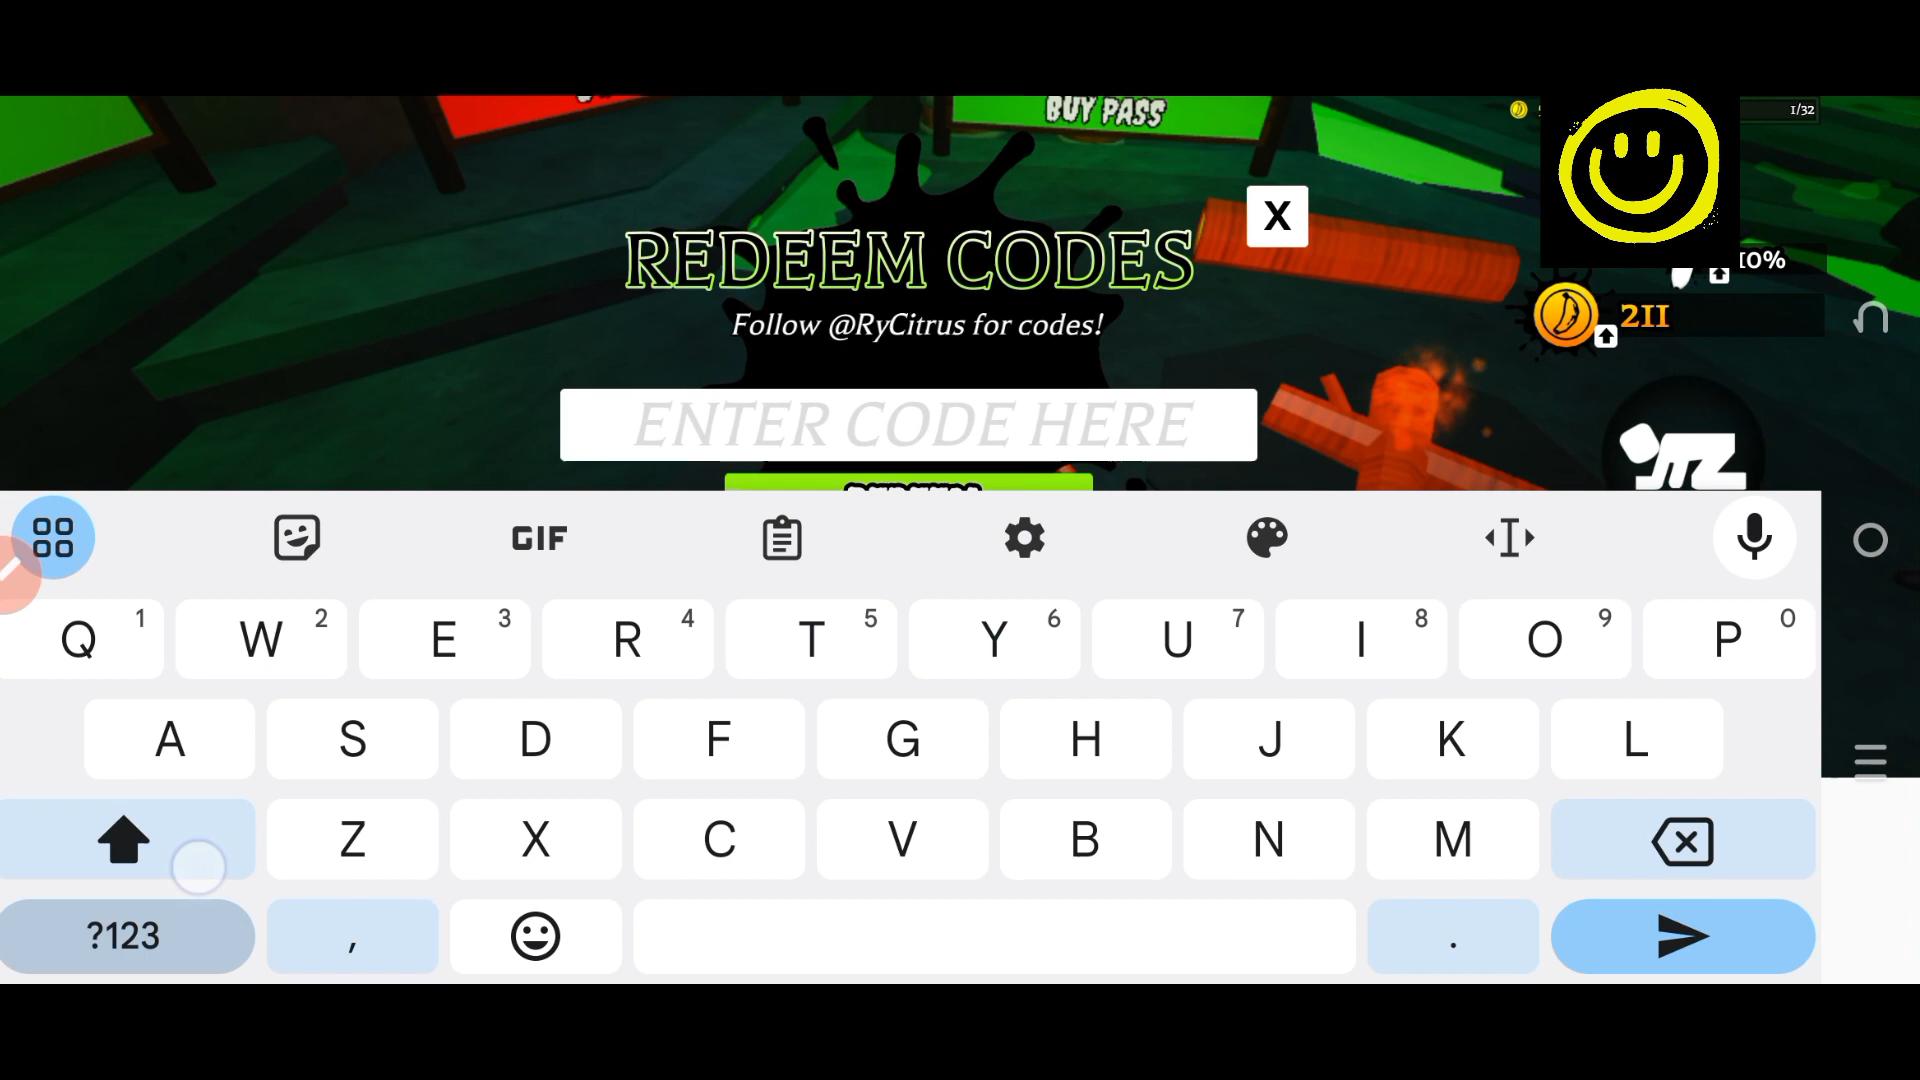 BUY PASS
1/32
X
REDEEM CODES
10%
Follow @RyCitrus for codes!
211
ENTER CODE HERE
GIF
Q 1 W 2 E 3 R 4 T 5 Y 6 U 7 I 8 O 9 P 0
A S D F G H J K L
Z X C V B N M
?123 , .